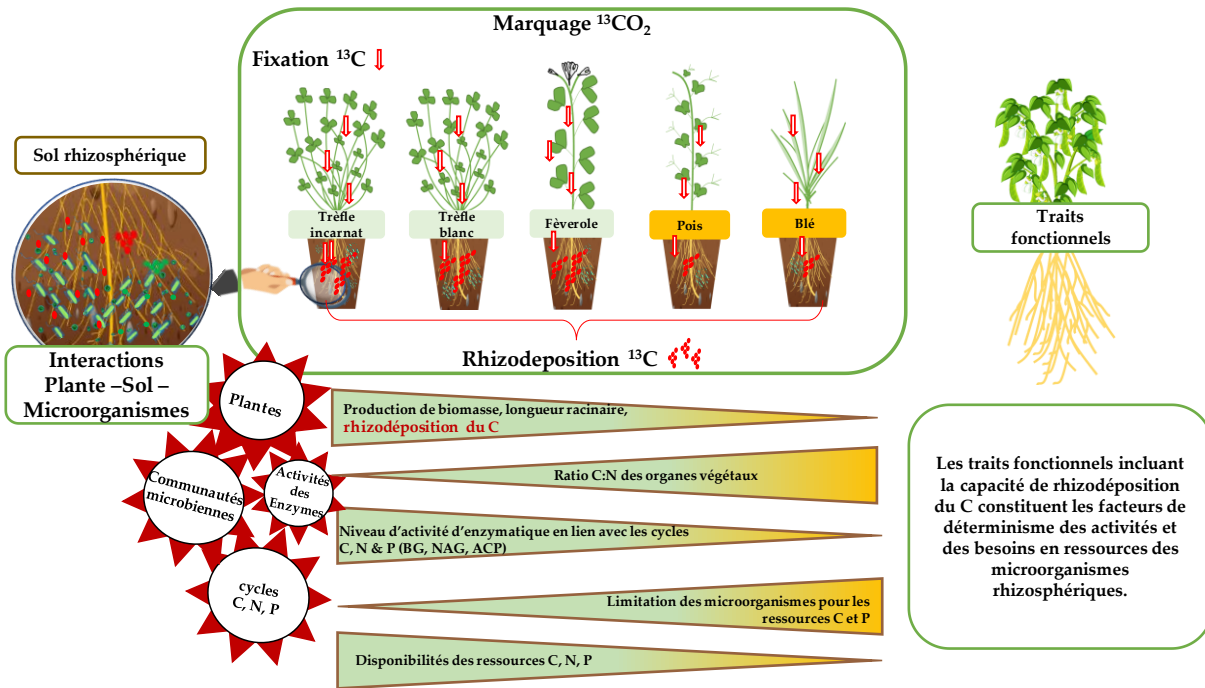 Marquage ¹³CO₂
Fixation ¹³C
Sol rhizosphérique
Trèfle
incarnat
Trèfle
blanc
Fèverole
Pois
Blé
Traits
fonctionnels
Rhizodeposition ¹³C
Interactions
Plante –Sol –
Microorganismes
Plantes
Communautés
microbiennes
Activités
des
Enzymes
cycles
C, N, P
Production de biomasse, longueur racinaire,
rhizodéposition du C
Ratio C:N des organes végétaux
Niveau d’activité d’enzymatique en lien avec les cycles
C, N & P (BG, NAG, ACP)
Limitation des microorganismes pour les
ressources C et P
Disponibilités des ressources C, N, P
Les traits fonctionnels incluant
la capacité de rhizodéposition
du C constituent les facteurs de
déterminisme des activités et
des besoins en ressources des
microorganismes
rhizosphériques.